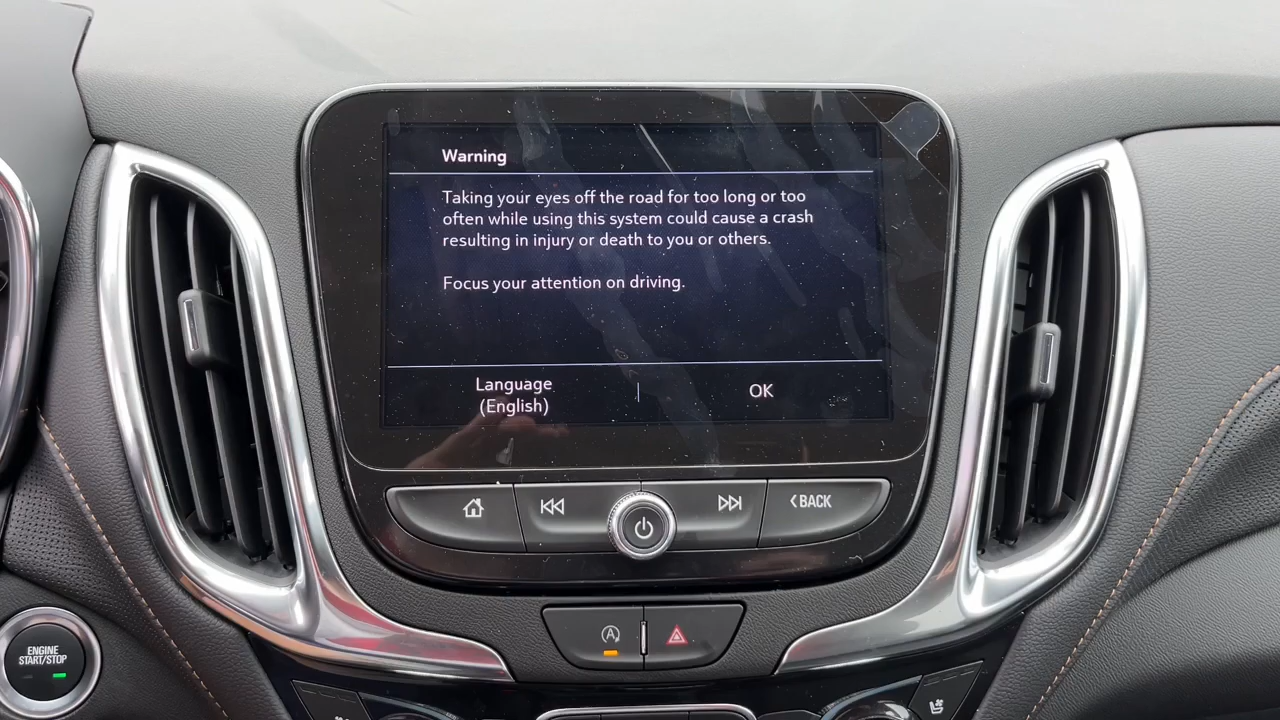 Warning
Taking your eyes off the road for too long or too
often while using this system could cause a crash
resulting in injury or death to you or others.
Focus your attention on driving.
Language
(English)
OK
BACK
A
ENGINE
START/STOP